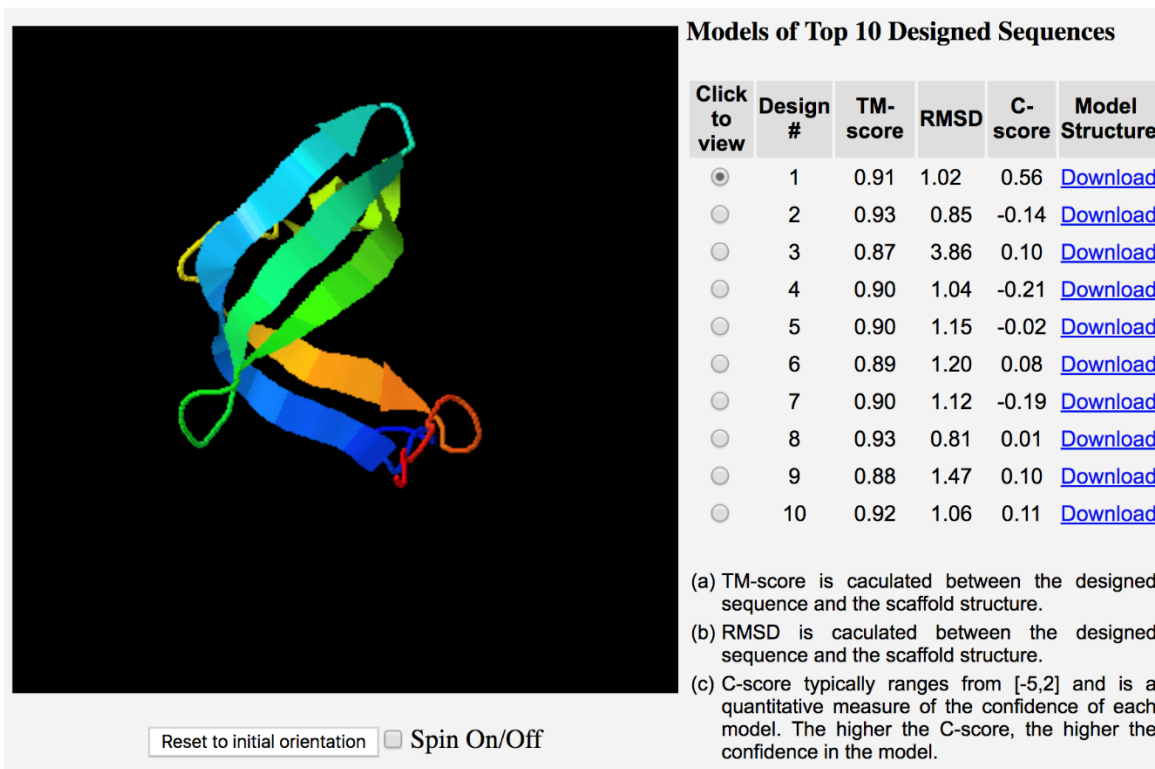 Models of Top 10 Designed Sequences
Click to view Design # TM-score RMSD C-score Model Structure
1 0.91 1.02 0.56 Download
2 0.93 0.85 -0.14 Download
3 0.87 3.86 0.10 Download
4 0.90 1.04 -0.21 Download
5 0.90 1.15 -0.02 Download
6 0.89 1.20 0.08 Download
7 0.90 1.12 -0.19 Download
8 0.93 0.81 0.01 Download
9 0.88 1.47 0.10 Download
10 0.92 1.06 0.11 Download
(a) TM-score is caculated between the designed
sequence and the scaffold structure.
(b) RMSD is caculated between the designed
sequence and the scaffold structure.
(c) C-score typically ranges from [-5,2] and is a
quantitative measure of the confidence of each
model. The higher the C-score, the higher the
confidence in the model.
Reset to initial orientation Spin On/Off